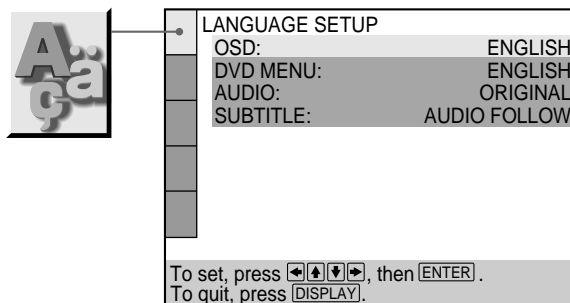 Açä
LANGUAGE SETUP
OSD: ENGLISH
DVD MENU: ENGLISH
AUDIO: ORIGINAL
SUBTITLE: AUDIO FOLLOW
To set, press ←↑↓→, then ENTER.
To quit, press DISPLAY.